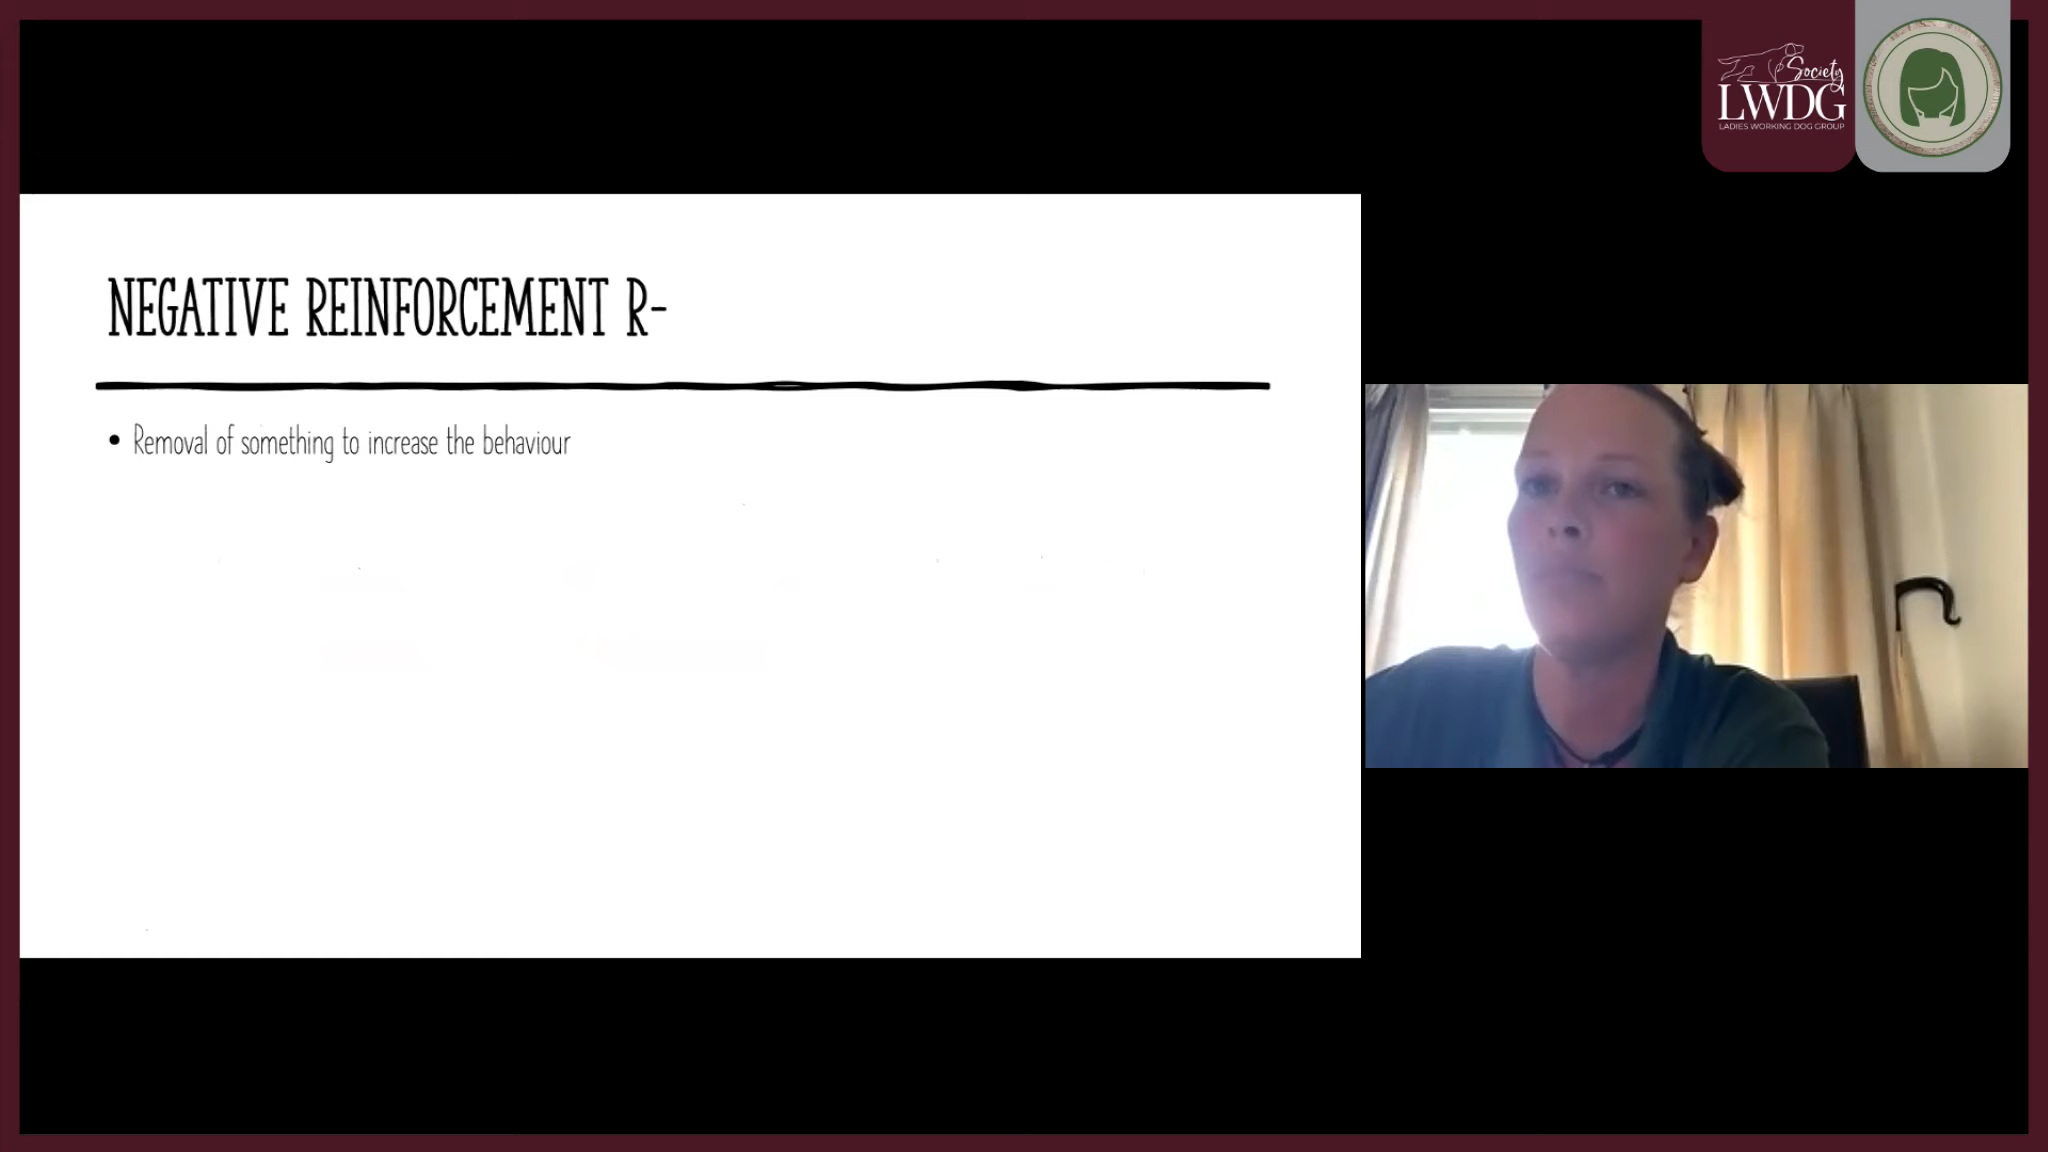 Society
LWDG
LADIES WORKING DOG GROUP
NEGATIVE REINFORCEMENT R-
• Removal of something to increase the behaviour